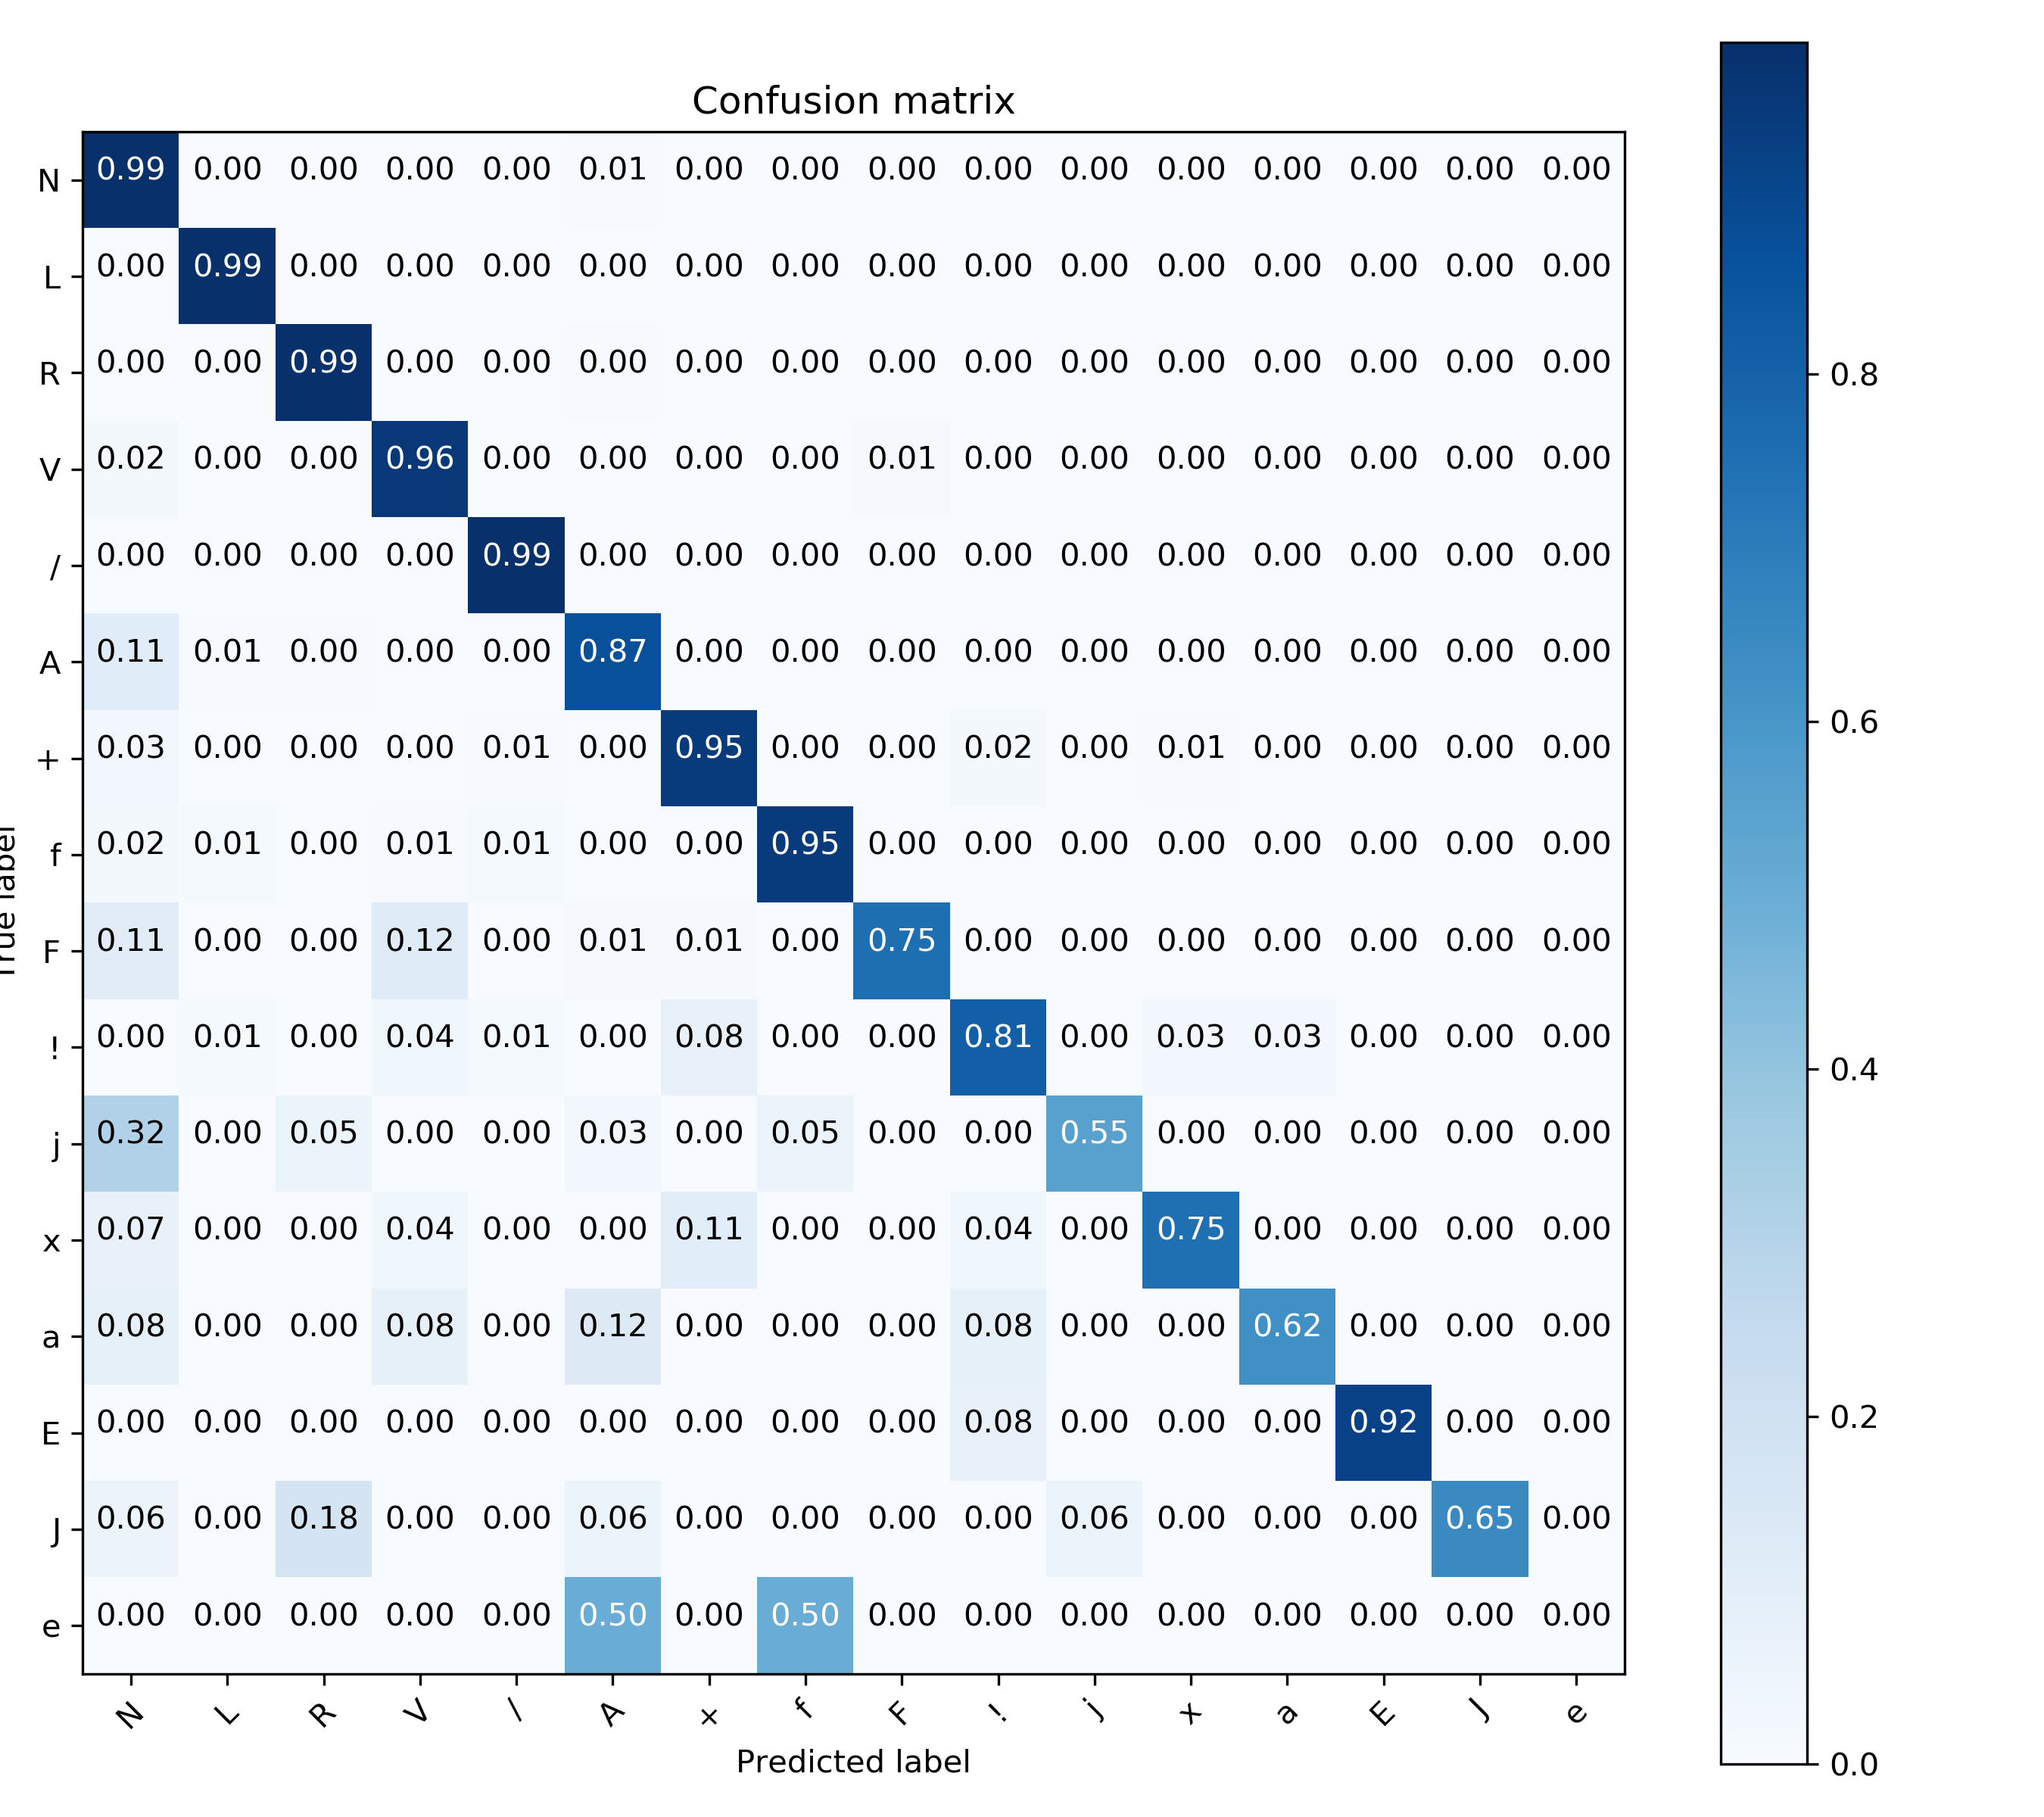 Confusion matrix
N 0.99 0.00 0.00 0.00 0.00 0.01 0.00 0.00 0.00 0.00 0.00 0.00 0.00 0.00 0.00 0.00
L 0.00 0.99 0.00 0.00 0.00 0.00 0.00 0.00 0.00 0.00 0.00 0.00 0.00 0.00 0.00 0.00
R 0.00 0.00 0.99 0.00 0.00 0.00 0.00 0.00 0.00 0.00 0.00 0.00 0.00 0.00 0.00 0.00
V 0.02 0.00 0.00 0.96 0.00 0.00 0.00 0.00 0.01 0.00 0.00 0.00 0.00 0.00 0.00 0.00
/ 0.00 0.00 0.00 0.00 0.99 0.00 0.00 0.00 0.00 0.00 0.00 0.00 0.00 0.00 0.00 0.00
A 0.11 0.01 0.00 0.00 0.00 0.87 0.00 0.00 0.00 0.00 0.00 0.00 0.00 0.00 0.00 0.00
+ 0.03 0.00 0.00 0.00 0.01 0.00 0.95 0.00 0.00 0.02 0.00 0.01 0.00 0.00 0.00 0.00
f 0.02 0.01 0.00 0.01 0.01 0.00 0.00 0.95 0.00 0.00 0.00 0.00 0.00 0.00 0.00 0.00
F 0.11 0.00 0.00 0.12 0.00 0.01 0.01 0.00 0.75 0.00 0.00 0.00 0.00 0.00 0.00 0.00
! 0.00 0.01 0.00 0.04 0.01 0.00 0.08 0.00 0.00 0.81 0.00 0.03 0.03 0.00 0.00 0.00
j 0.32 0.00 0.05 0.00 0.00 0.03 0.00 0.05 0.00 0.00 0.55 0.00 0.00 0.00 0.00 0.00
x 0.07 0.00 0.00 0.04 0.00 0.00 0.11 0.00 0.00 0.04 0.00 0.75 0.00 0.00 0.00 0.00
a 0.08 0.00 0.00 0.08 0.00 0.12 0.00 0.00 0.00 0.08 0.00 0.00 0.62 0.00 0.00 0.00
E 0.00 0.00 0.00 0.00 0.00 0.00 0.00 0.00 0.00 0.08 0.00 0.00 0.00 0.92 0.00 0.00
J 0.06 0.00 0.18 0.00 0.00 0.06 0.00 0.00 0.00 0.00 0.06 0.00 0.00 0.00 0.65 0.00
e 0.00 0.00 0.00 0.00 0.00 0.50 0.00 0.50 0.00 0.00 0.00 0.00 0.00 0.00 0.00 0.00
N L R V / A + f F ! j x a E J e
Predicted label
True label
0.8
0.6
0.4
0.2
0.0